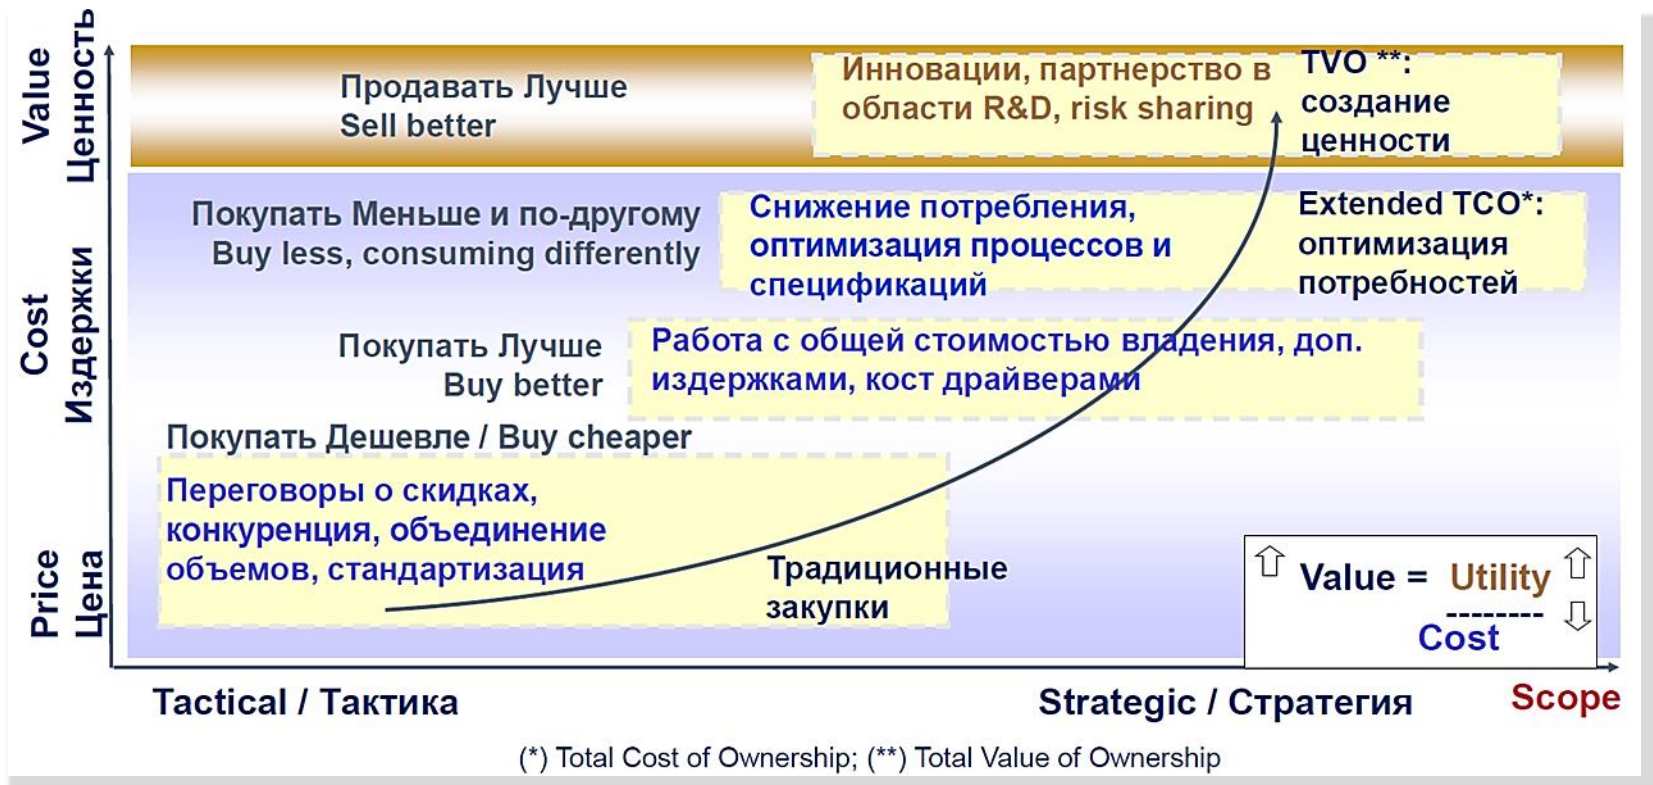 Value
Ценность
Продавать Лучше
Sell better
Инновации, партнерство в
области R&D, risk sharing
TVO **:
создание
ценности
Cost
Издержки
Покупать Меньше и по-другому
Buy less, consuming differently
Снижение потребления,
оптимизация процессов и
спецификаций
Extended TCO*:
оптимизация
потребностей
Покупать Лучше
Buy better
Работа с общей стоимостью владения, доп.
издержками, кост драйверами
Price
Цена
Покупать Дешевле / Buy cheaper
Переговоры о скидках,
конкуренция, объединение
объемов, стандартизация
Традиционные
закупки
Value = Utility
--------
Cost
Tactical / Тактика
Strategic / Стратегия
Scope
(*) Total Cost of Ownership; (**) Total Value of Ownership